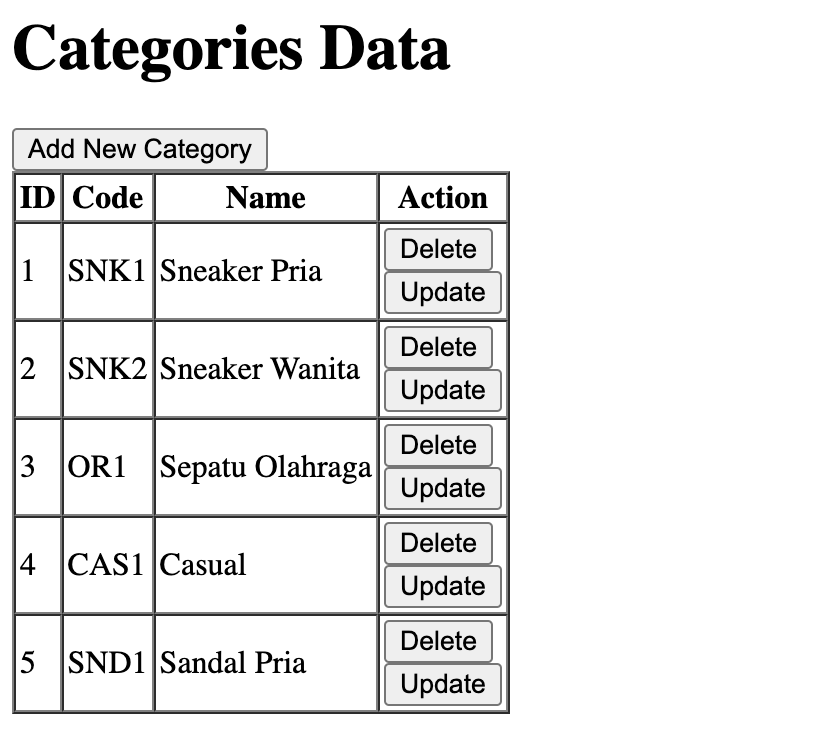 Categories Data
Add New Category
ID Code Name Action
1 SNK1 Sneaker Pria Delete
Update
2 SNK2 Sneaker Wanita Delete
Update
3 OR1 Sepatu Olahraga Delete
Update
4 CAS1 Casual Delete
Update
5 SND1 Sandal Pria Delete
Update